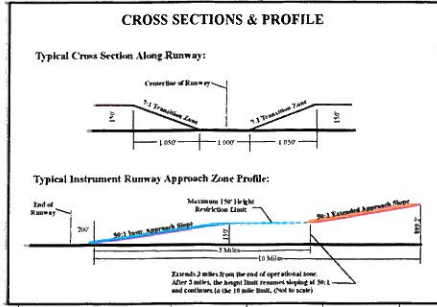 CROSS SECTIONS & PROFILE
Typical Cross Section Along Runway:
Centerline of Runway
7:1 Transition Zone
7:1 Transition Zone
150'
150'
1 050'
1 000'
1 050'
Typical Instrument Runway Approach Zone Profile:
End of
Runway
Maximum 150' Height
Restriction Limit
50:1 Extended Approach Slope
50:1 Instr. Approach Slope
200'
150'
3 Miles
10 Miles
Extends 3 miles from the end of operational zone.
After 3 miles, the height limit resumes sloping at 50:1
and continues to the 10 mile limit. (Not to scale)